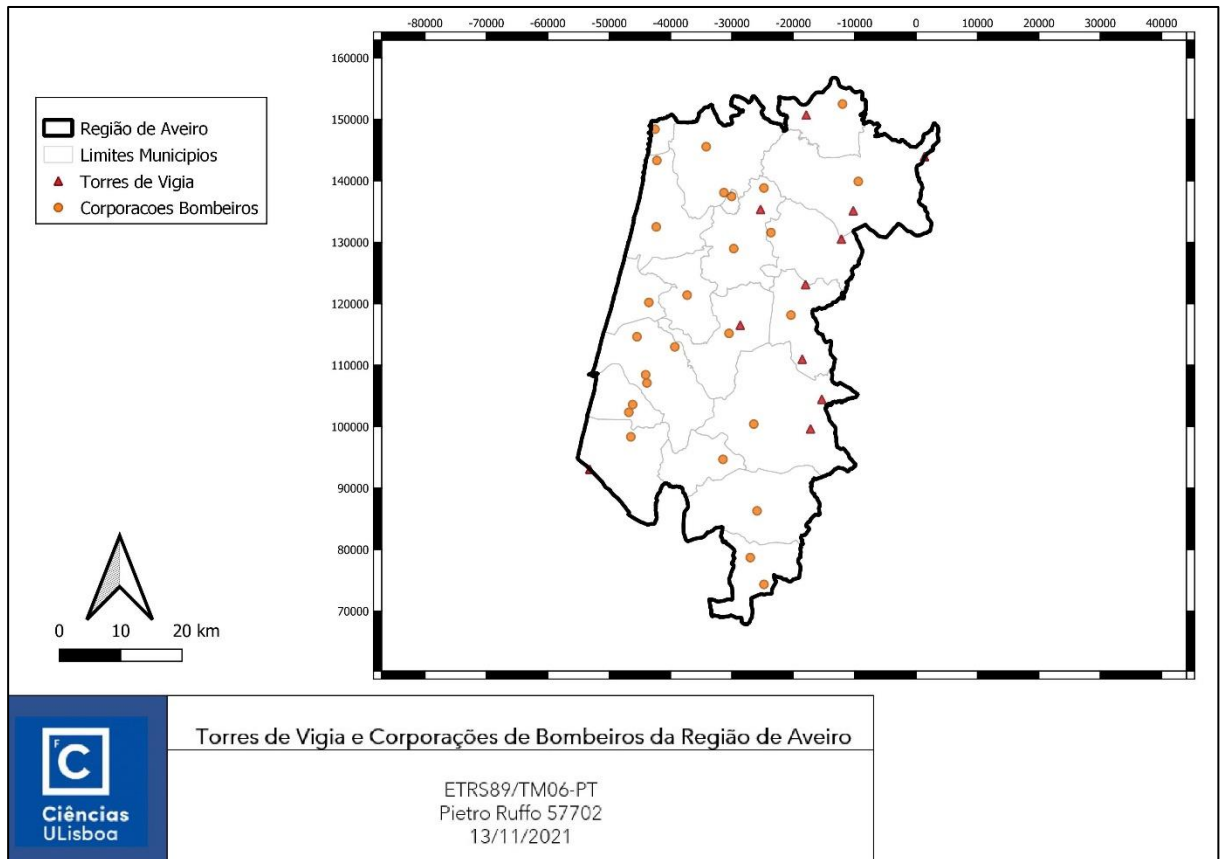 -80000 -70000 -60000 -50000 -40000 -30000 -20000 -10000 0 10000 20000 30000 40000
160000
150000
140000
130000
120000
110000
100000
90000
80000
70000
Região de Aveiro
Limites Municipios
Torres de Vigia
Corporacoes Bombeiros
0 10 20 km
F
C
Ciências
ULisboa
Torres de Vigia e Corporações de Bombeiros da Região de Aveiro
ETRS89/TM06-PT
Pietro Ruffo 57702
13/11/2021